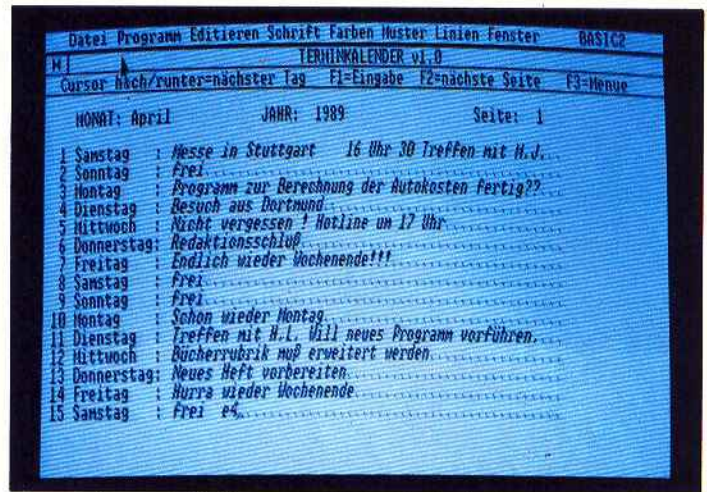 Datei Programm Editieren Schrift Farben Muster Linien Fenster BASIC2
TERMINKALENDER v1.0
Cursor hoch/runter=nächster Tag F1=Eingabe F2=nächste Seite F3=Menue
MONAT: April JAHR: 1989 Seite: 1
1 Samstag : Messe in Stuttgart 16 Uhr 30 Treffen mit H.J...
2 Sonntag : Frei
3 Montag : Programm zur Berechnung der Autokosten fertig??...
4 Dienstag : Besuch aus Dortmund
5 Mittwoch : Nicht vergessen ! Hotline um 17 Uhr
6 Donnerstag: Redaktionsschluß
7 Freitag : Endlich wieder Wochenende!!!
8 Samstag : Frei
9 Sonntag : Frei
10 Montag : Schon wieder Montag
11 Dienstag : Treffen mit H.L. Will neues Programm vorführen.
12 Mittwoch : Bücherrubrik muß erweitert werden
13 Donnerstag: Neues Heft vorbereiten
14 Freitag : Hurra wieder Wochenende
15 Samstag : Frei e4